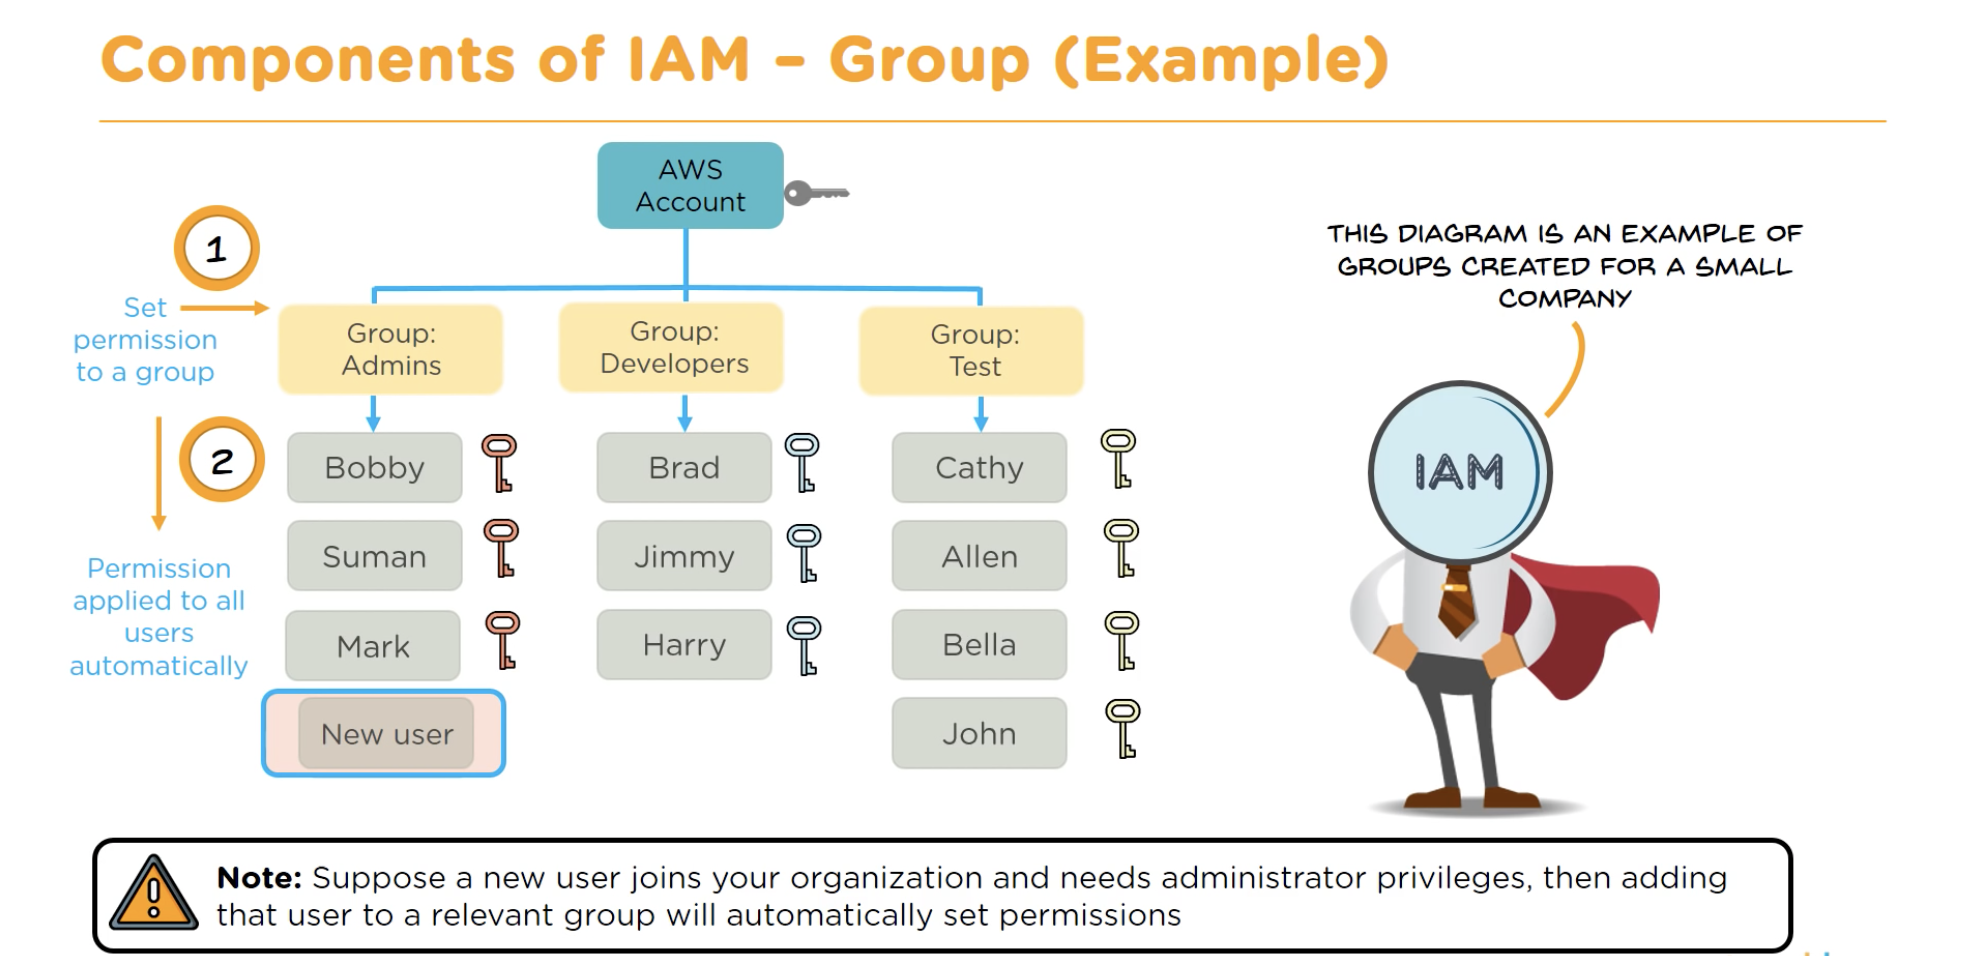 Components of IAM – Group (Example)
AWS
Account
1
Set
permission
to a group
THIS DIAGRAM IS AN EXAMPLE OF
GROUPS CREATED FOR A SMALL
COMPANY
Group:
Admins
Group:
Developers
Group:
Test
2
Permission
applied to all
users
automatically
Bobby
Suman
Mark
New user
Brad
Jimmy
Harry
Cathy
Allen
Bella
John
IAM
Note: Suppose a new user joins your organization and needs administrator privileges, then adding
that user to a relevant group will automatically set permissions